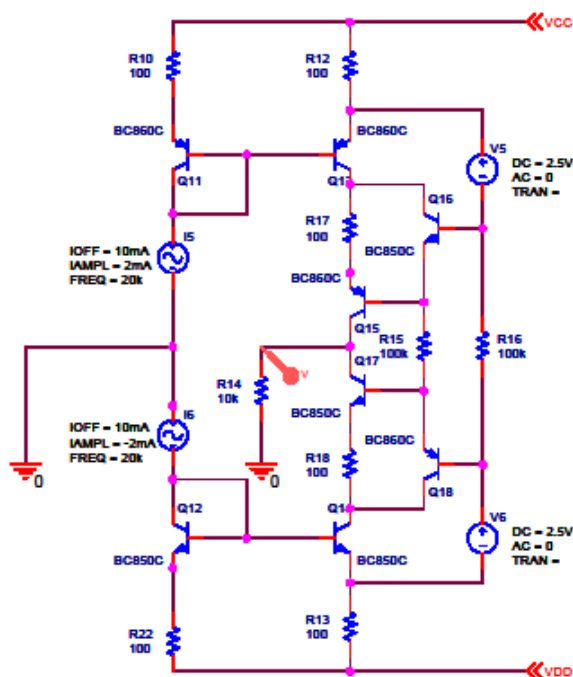 VCC
R10
100
R12
100
BC860C
BC860C
V5
DC = 2.5V
AC = 0
TRAN =
Q11
Q16
R17
100
I5
IOFF = 10mA
IAMPL = 2mA
FREQ = 20k
BC850C
BC860C
Q15
R15
100k
R16
100k
Q17
R14
10k
V
BC850C
BC860C
I6
IOFF = 10mA
IAMPL = -2mA
FREQ = 20k
0
0
R18
100
Q18
Q12
V6
DC = 2.5V
AC = 0
TRAN =
BC850C
BC850C
R22
100
R13
100
VDD